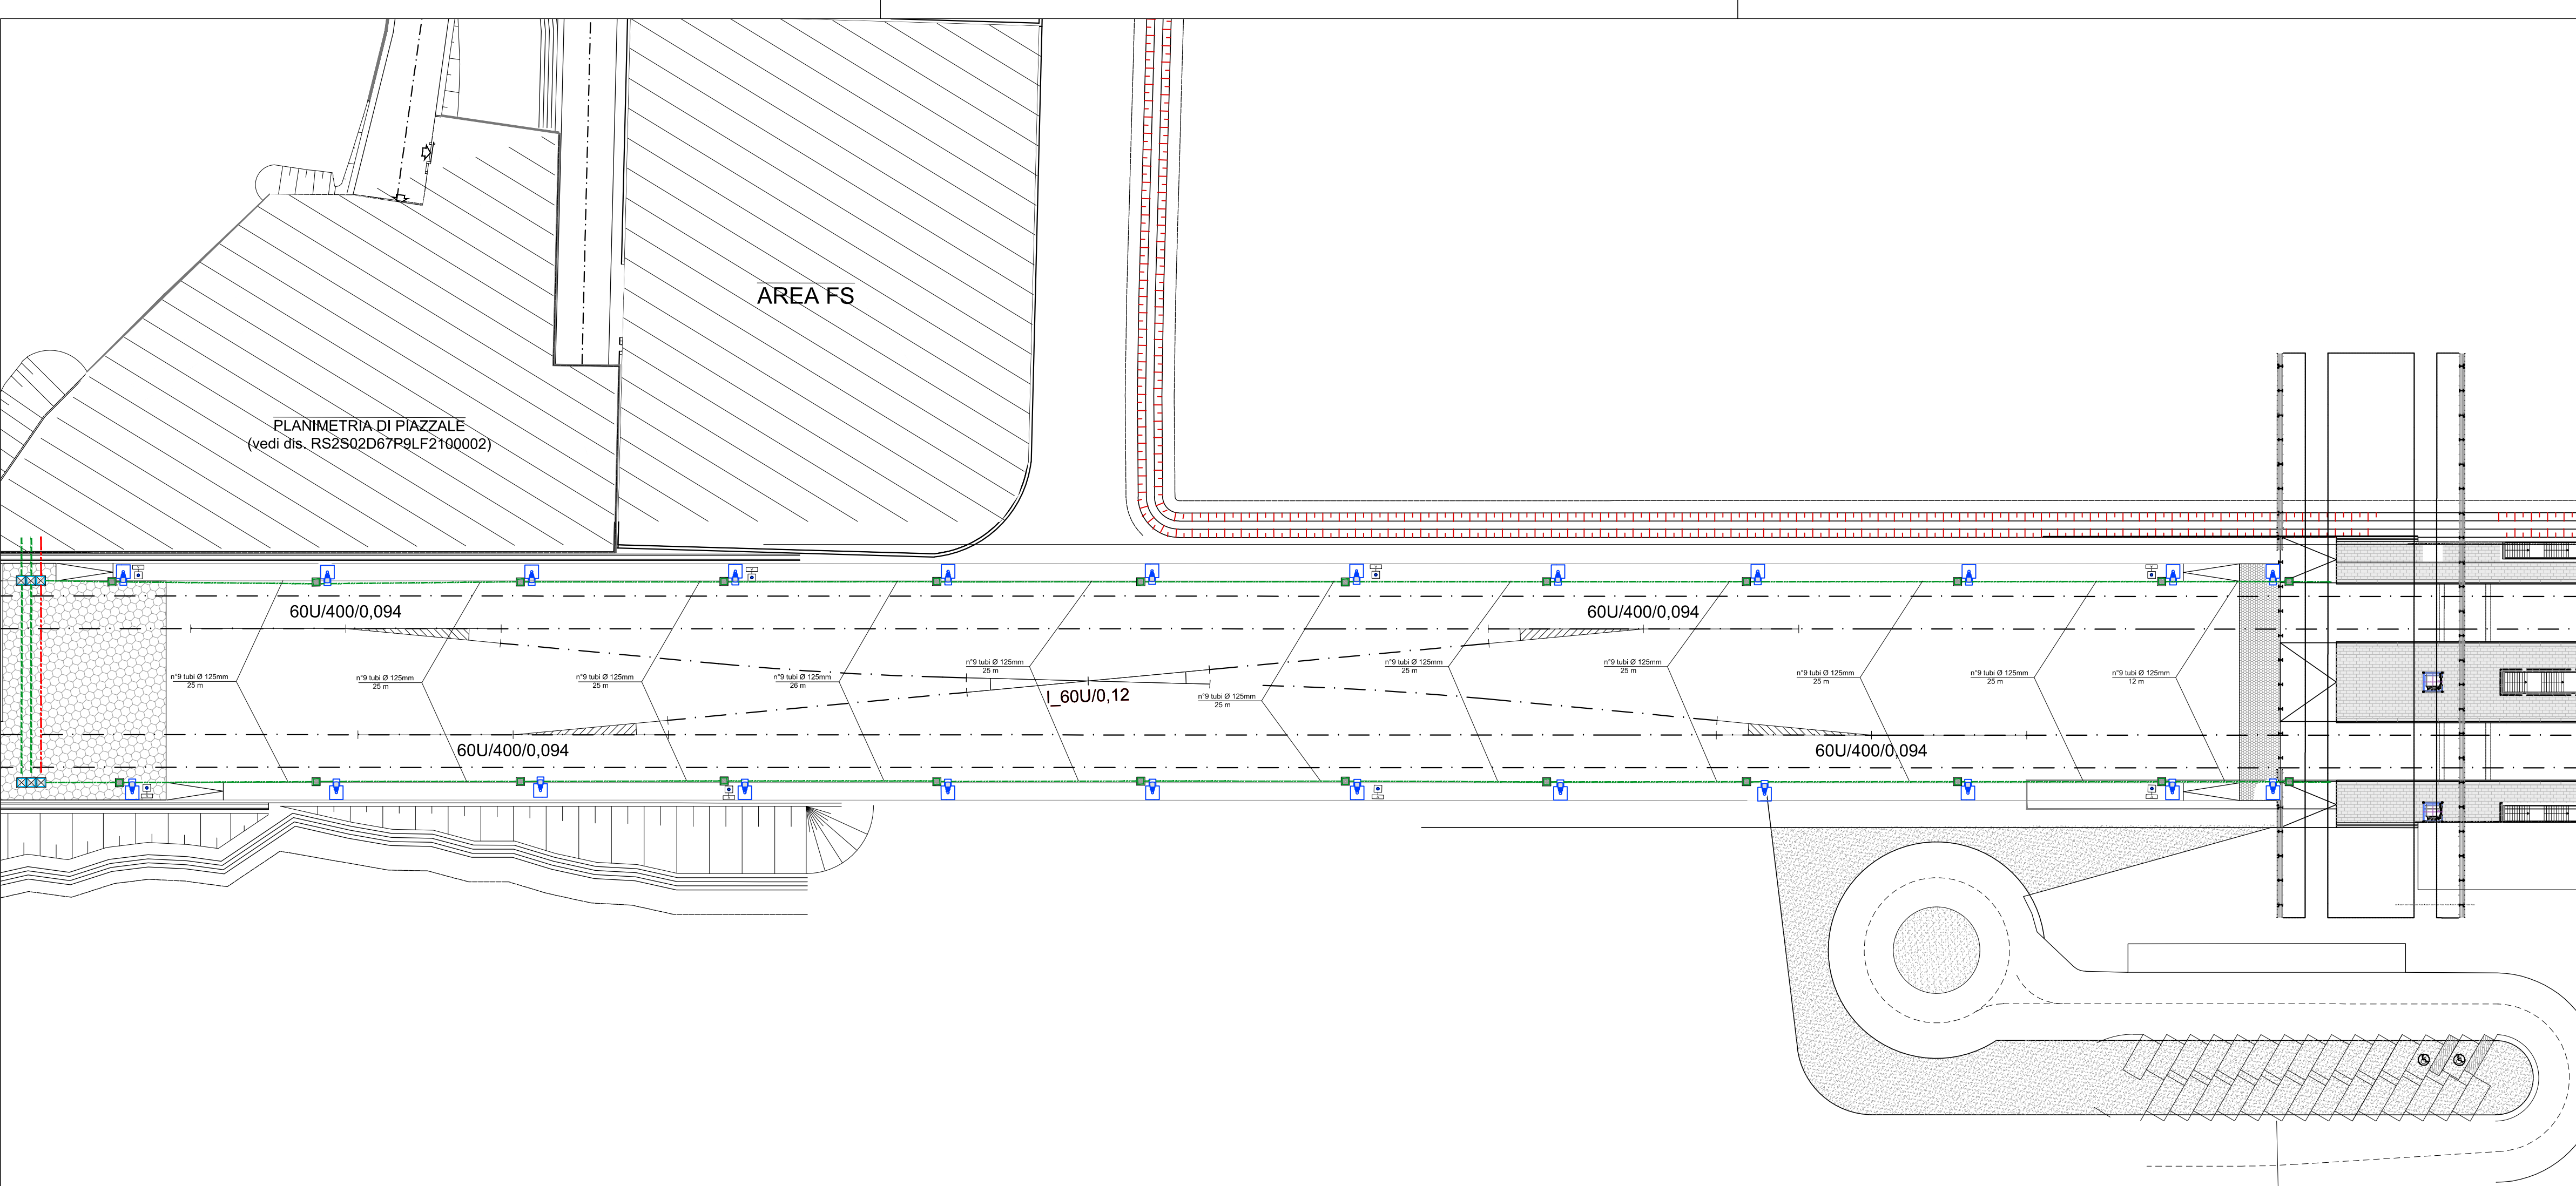 AREA FS
PLANIMETRIA DI PIAZZALE
(vedi dis. RS2S02D67P9LF2100002)
60U/400/0,094
60U/400/0,094
n°9 tubi Ø 125mm
25 m
n°9 tubi Ø 125mm
25 m
n°9 tubi Ø 125mm
25 m
n°9 tubi Ø 125mm
26 m
n°9 tubi Ø 125mm
25 m
n°9 tubi Ø 125mm
25 m
n°9 tubi Ø 125mm
25 m
n°9 tubi Ø 125mm
25 m
n°9 tubi Ø 125mm
25 m
n°9 tubi Ø 125mm
25 m
n°9 tubi Ø 125mm
12 m
I_60U/0,12
60U/400/0,094
60U/400/0,094